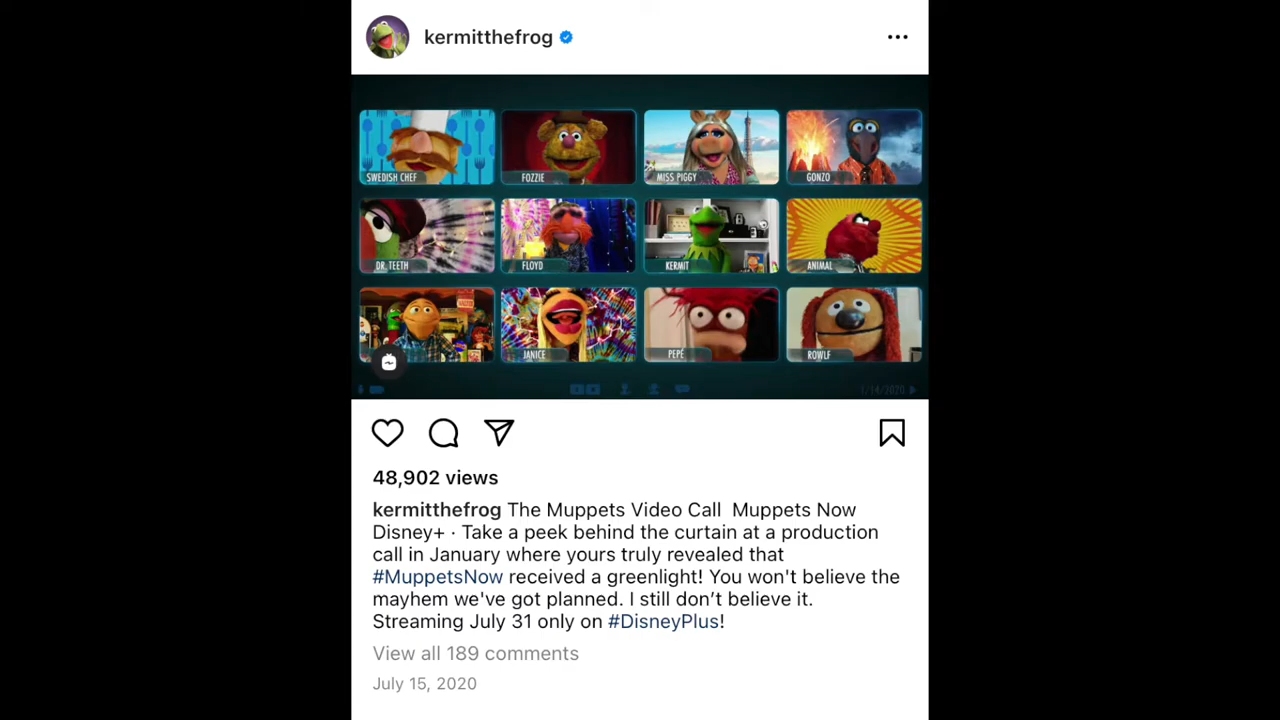 kermitthefrog
SWEDISH CHEF
FOZZIE
MISS PIGGY
GONZO
DR. TEETH
FLOYD
KERMIT
ANIMAL
JANICE
PEPÉ
ROWLF
1/14/2020
48,902 views
kermitthefrog The Muppets Video Call Muppets Now
Disney+ · Take a peek behind the curtain at a production
call in January where yours truly revealed that
#MuppetsNow received a greenlight! You won't believe the
mayhem we've got planned. I still don’t believe it.
Streaming July 31 only on #DisneyPlus!
View all 189 comments
July 15, 2020